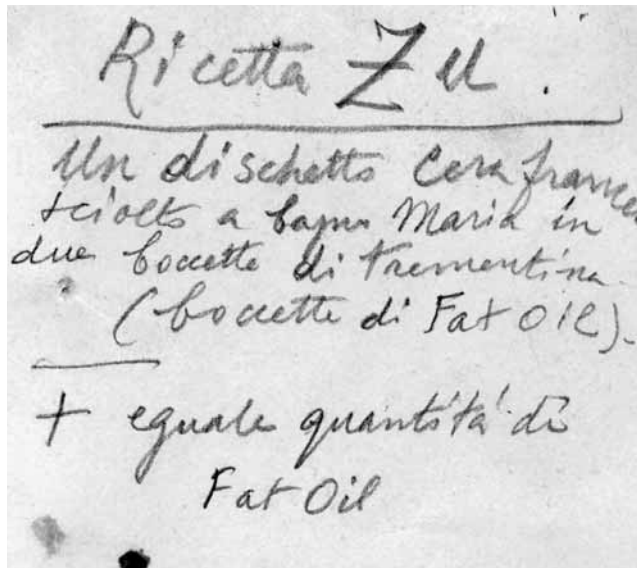 Ricetta Zu.
Un dischetto Cera france
sciolto a bagno Maria in
due boccette di trementina
(boccette di Fat Oil).
+ eguale quantità di
Fat Oil